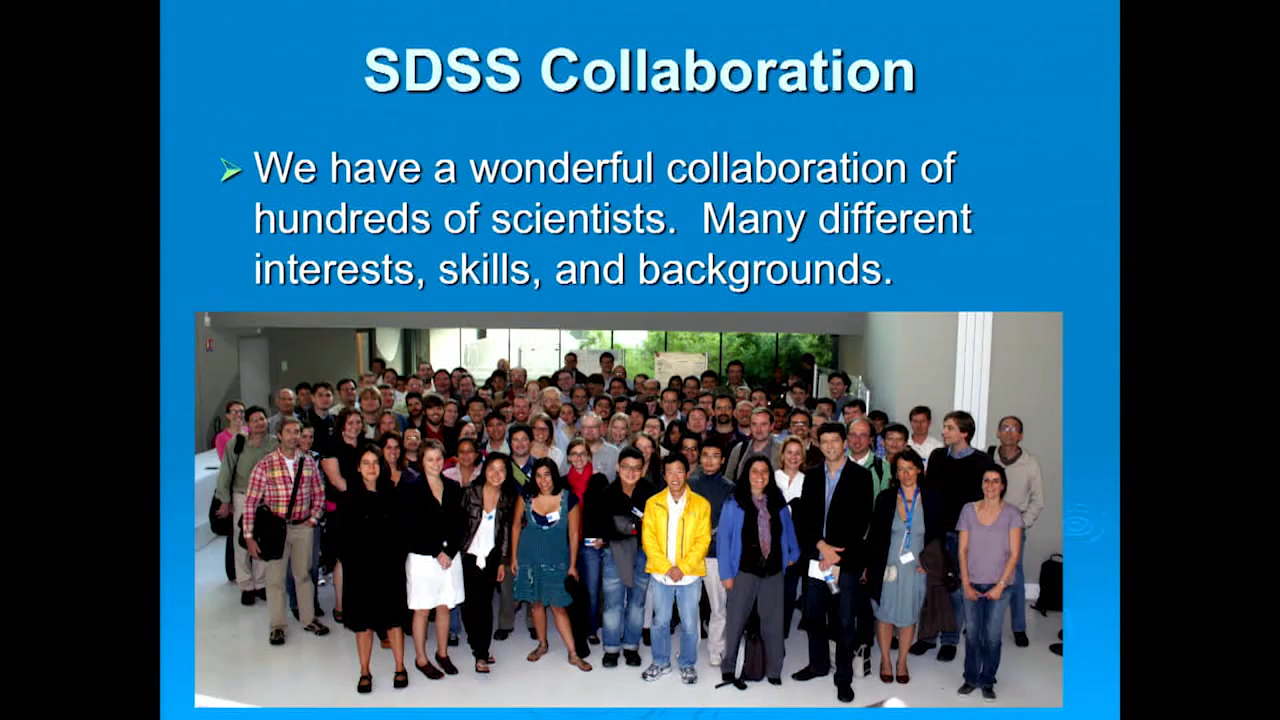 SDSS Collaboration
We have a wonderful collaboration of
hundreds of scientists. Many different
interests, skills, and backgrounds.